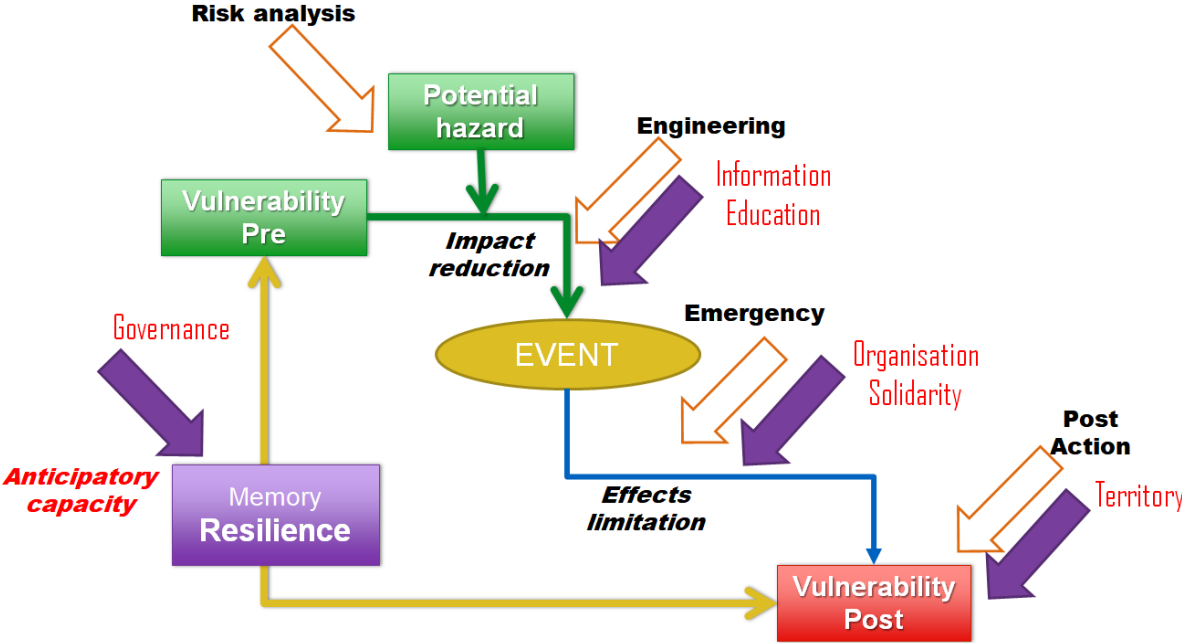 Risk analysis
Potential
hazard
Engineering
Information
Education
Vulnerability
Pre
Impact
reduction
Governance
Emergency
EVENT
Organisation
Solidarity
Post
Action
Anticipatory
capacity
Memory
Resilience
Effects
limitation
Territory
Vulnerability
Post